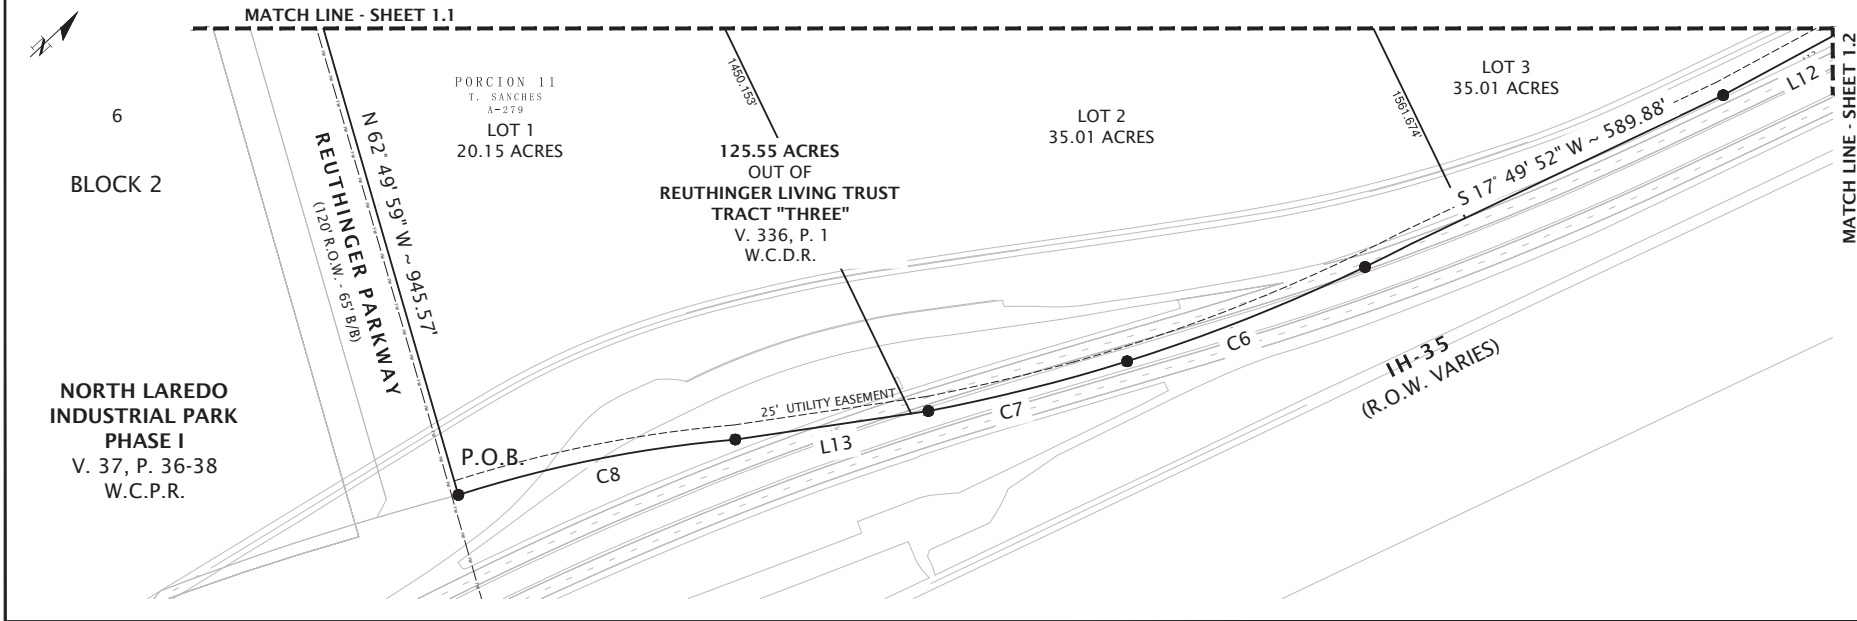 MATCH LINE - SHEET 1.1
N
6
BLOCK 2
NORTH LAREDO
INDUSTRIAL PARK
PHASE I
V. 37, P. 36-38
W.C.P.R.
REUTHINGER PARKWAY
(120' R.O.W. - 65' B/B)
N 62° 49' 59" W ~ 945.57'
PORCION 11
T. SANCHES
A-279
LOT 1
20.15 ACRES
1450.153'
125.55 ACRES
OUT OF
REUTHINGER LIVING TRUST
TRACT "THREE"
V. 336, P. 1
W.C.D.R.
LOT 2
35.01 ACRES
1561.674'
LOT 3
35.01 ACRES
S 17° 49' 52" W ~ 589.88'
L12
MATCH LINE - SHEET 1.2
P.O.B.
C8
25' UTILITY EASEMENT
L13
C7
C6
IH-35
(R.O.W. VARIES)